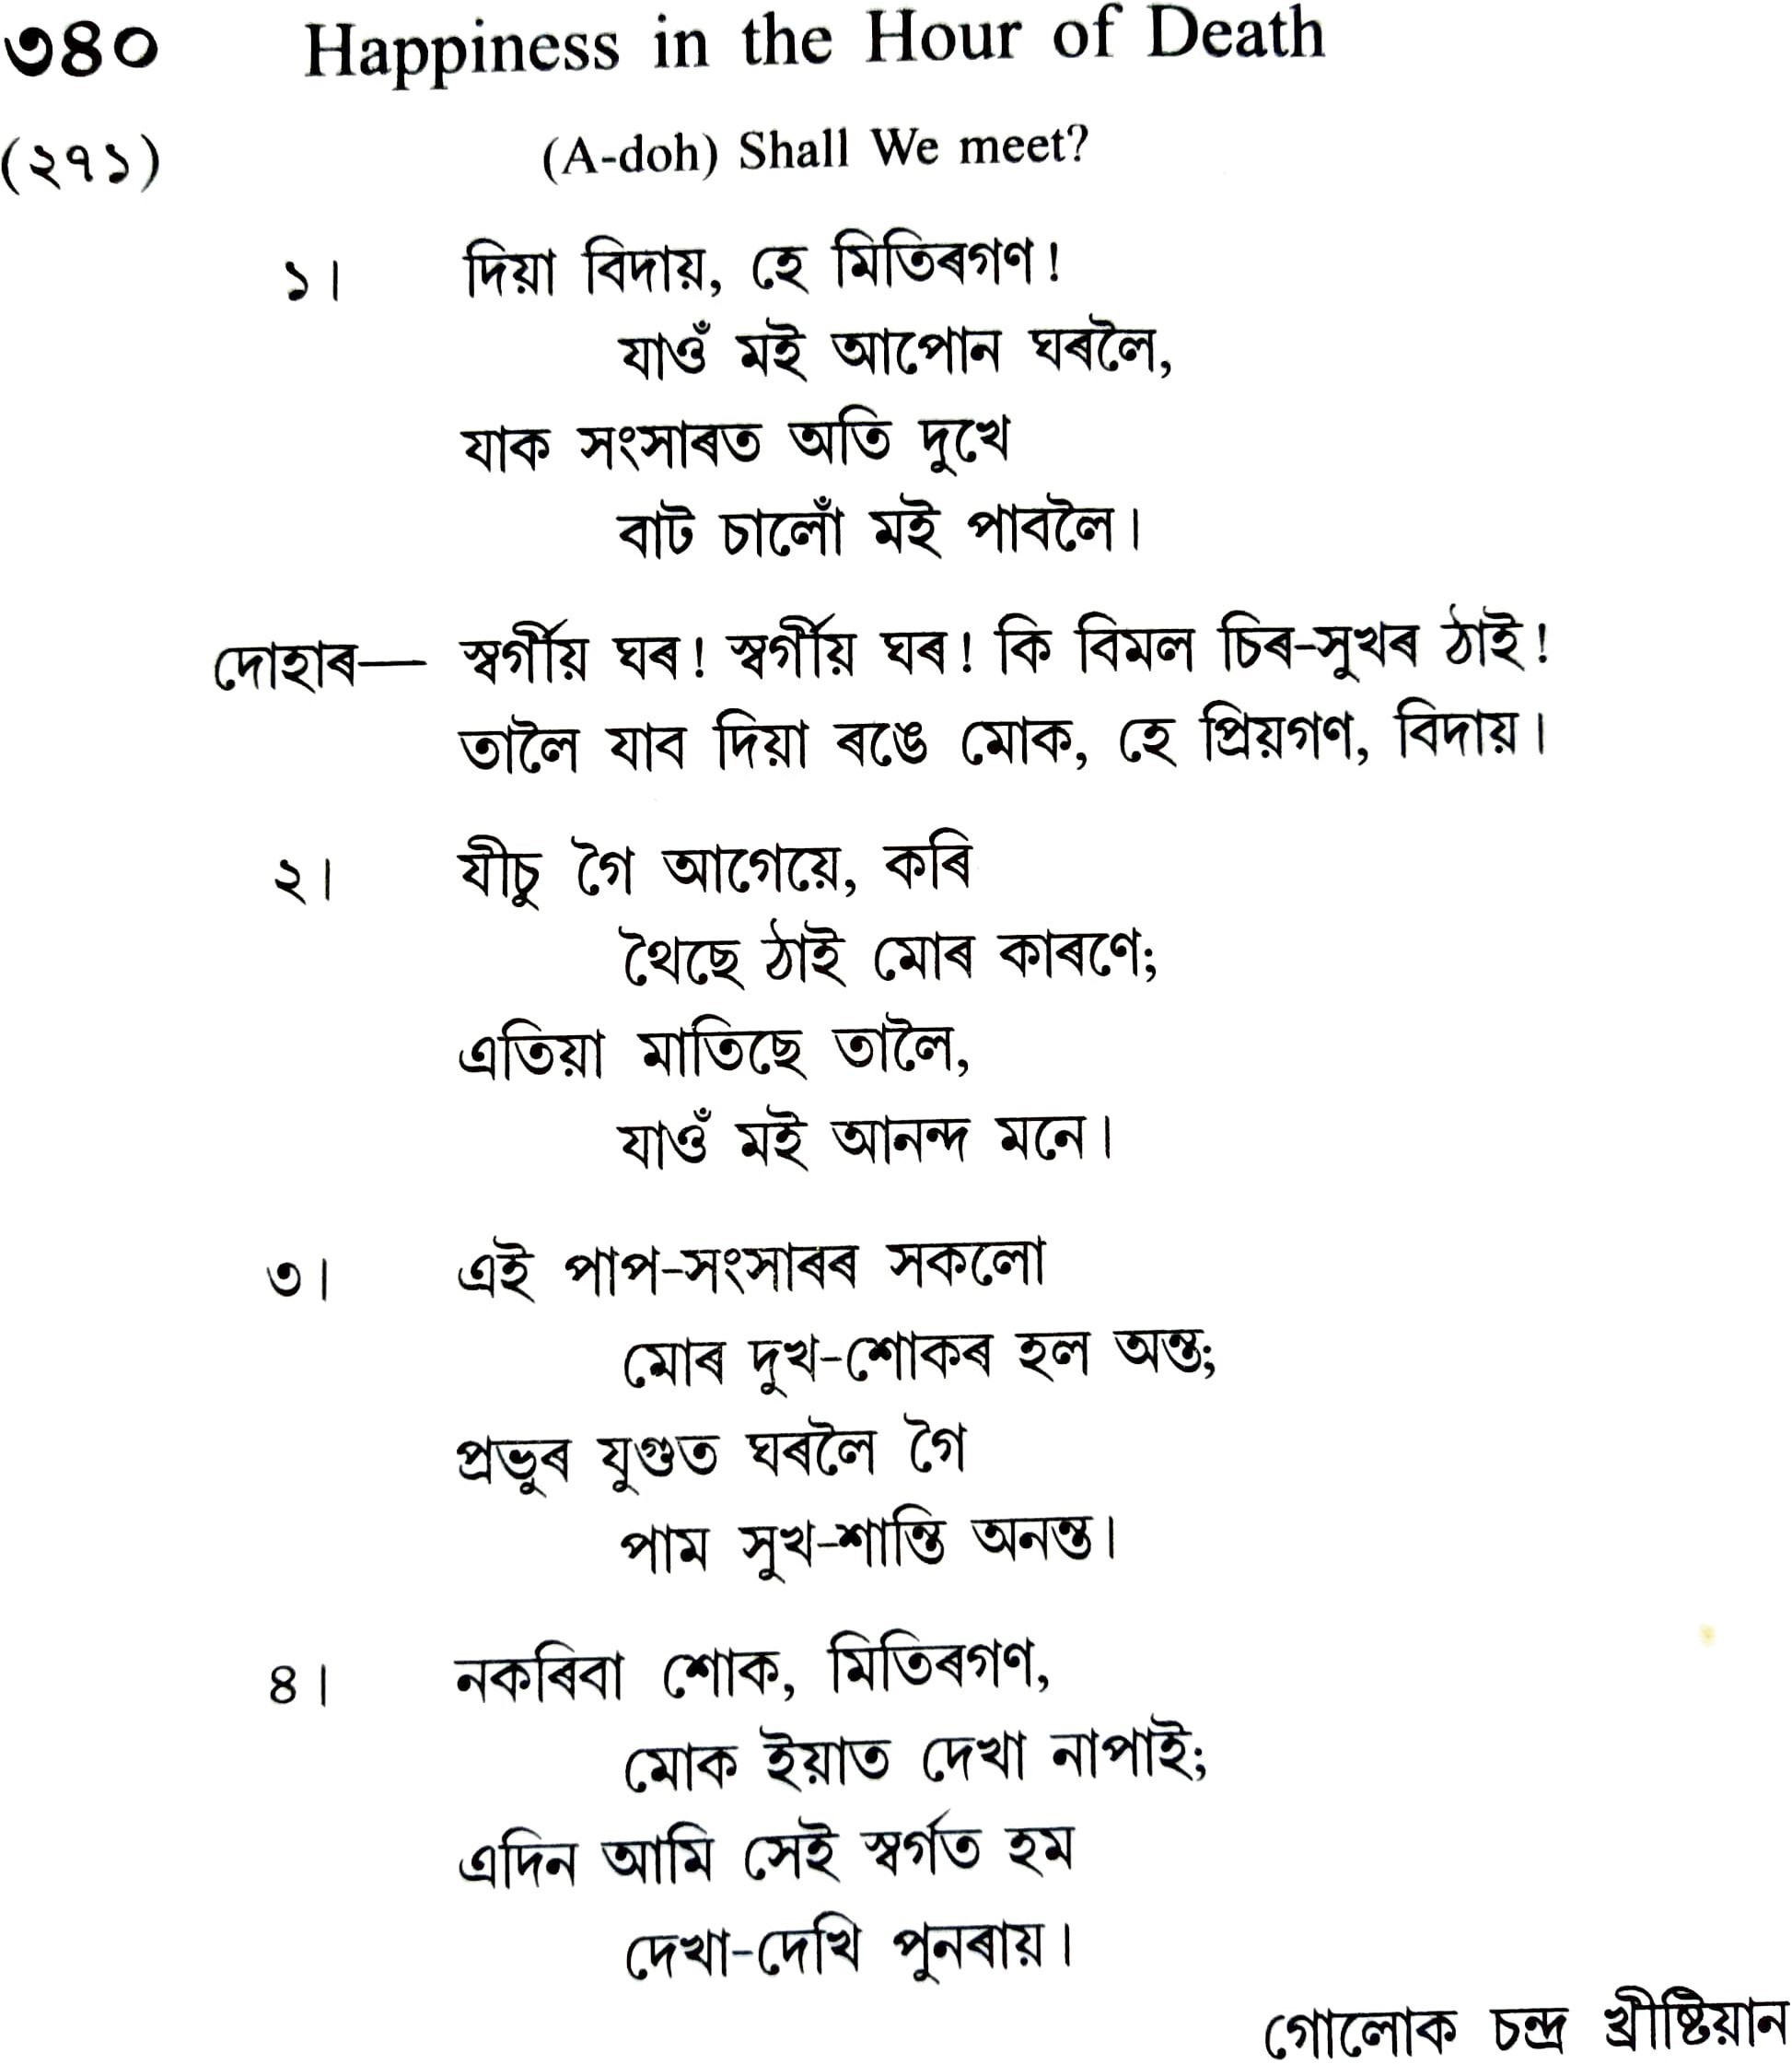 ৩৪০ Happiness in the Hour of Death
(২৭১) (A-doh) Shall We meet?
১। দিয়া বিদায়, হে মিতিৰগণ!
যাওঁ মই আপোন ঘৰলৈ,
যাক সংসাৰত অতি দুখে
বাট চালোঁ মই পাবলৈ।
দোহাৰ— স্বৰ্গীয় ঘৰ! স্বৰ্গীয় ঘৰ! কি বিমল চিৰ-সুখৰ ঠাই!
তালৈ যাব দিয়া ৰঙে মোক, হে প্ৰিয়গণ, বিদায়।
২। যীচু গৈ আগেয়ে, কৰি
থৈছে ঠাই মোৰ কাৰণে;
এতিয়া মাতিছে তালৈ,
যাওঁ মই আনন্দ মনে।
৩। এই পাপ-সংসাৰৰ সকলো
মোৰ দুখ-শোকৰ হল অন্ত;
প্ৰভুৰ যুগুত ঘৰলৈ গৈ
পাম সুখ-শান্তি অনন্ত।
৪। নকৰিবা শোক, মিতিৰগণ,
মোক ইয়াত দেখা নাপাই;
এদিন আমি সেই স্বৰ্গত হম
দেখা-দেখি পুনৰায়।
গোলোক চন্দ্ৰ খ্ৰীষ্টিয়ান